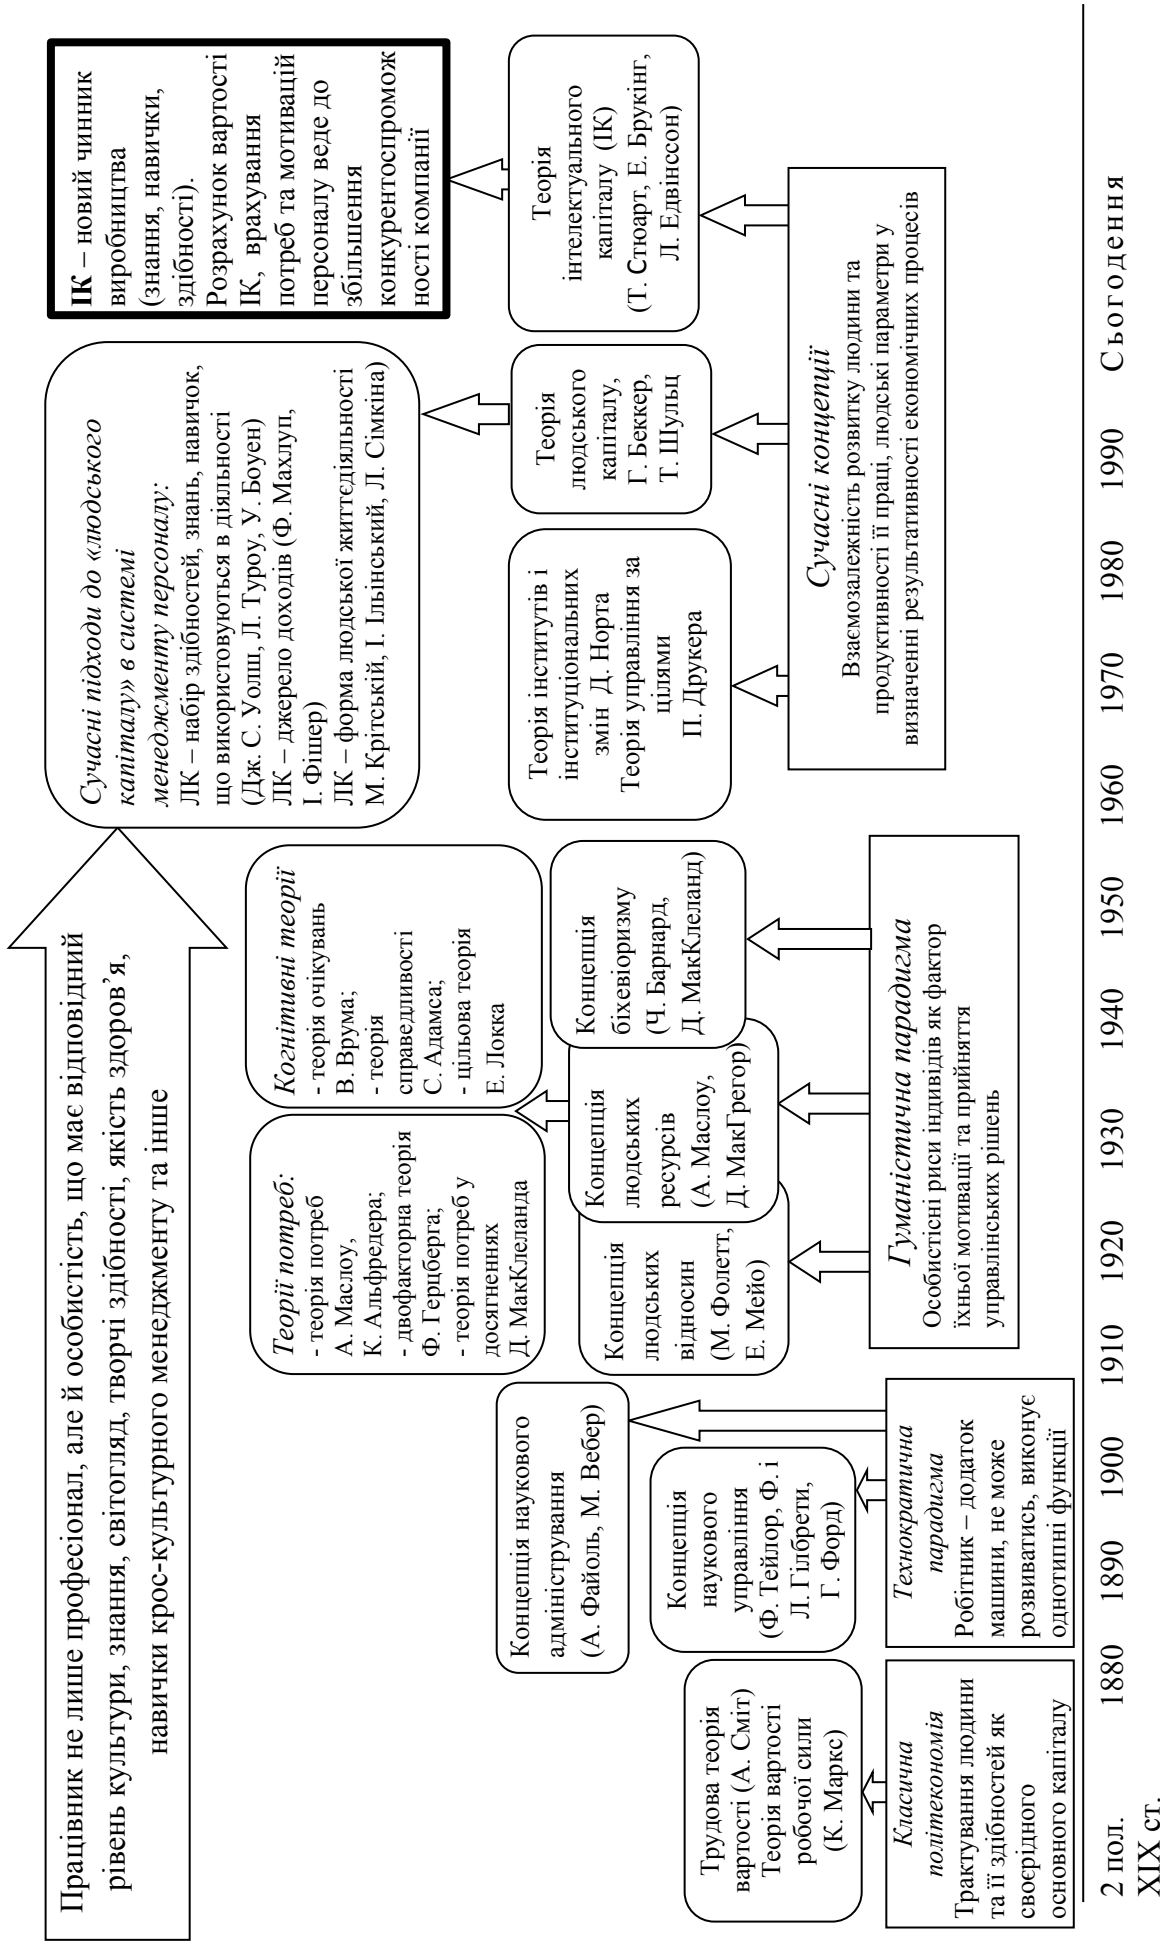 Працівник не лише професіонал, але й особистість, що має відповідний
рівень культури, знання, світогляд, творчі здібності, якість здоров’я,
навички крос-культурного менеджменту та інше
Сучасні підходи до «людського
капіталу» в системі
менеджменту персоналу:
ЛК – набір здібностей, знань, навичок,
що використовуються в діяльності
(Дж. С. Уолш, Л. Туроу, У. Боуен)
ЛК – джерело доходів (Ф. Махлуп,
І. Фішер)
ЛК – форма людської життєдіяльності
М. Крітській, І. Ільінський, Л. Сімкіна)
ІК – новий чинник
виробництва
(знання, навички,
здібності).
Розрахунок вартості
ІК, врахування
потреб та мотивацій
персоналу веде до
збільшення
конкурентоспромож
ності компанії
Теорії потреб:
- теорія потреб
А. Маслоу,
К. Альфредера;
- двофакторна теорія
Ф. Герцберга;
- теорія потреб у
досягненнях
Д. МакКлеланда
Когнітивні теорії
- теорія очікувань
В. Врума;
- теорія
справедливості
С. Адамса;
- цільова теорія
Е. Локка
Трудова теорія
вартості (А. Сміт)
Теорія вартості
робочої сили
(К. Маркс)
Концепція наукового
адміністрування
(А. Файоль, М. Вебер)
Концепція
наукового
управління
(Ф. Тейлор, Ф. і
Л. Гілбрети,
Г. Форд)
Концепція
людських
відносин
(М. Фолетт,
Е. Мейо)
Концепція
людських
ресурсів
(А. Маслоу,
Д. МакГрегор)
Концепція
біхевіоризму
(Ч. Барнард,
Д. МакКлеланд)
Теорія інститутів і
інституціональних
змін Д. Норта
Теорія управління за
цілями
П. Друкера
Теорія
людського
капіталу,
Г. Беккер,
Т. Шульц
Теорія
інтелектуального
капіталу (ІК)
(Т. Стюарт, Е. Брукінг,
Л. Едвінссон)
Класична
політекономія
Трактування людини
та її здібностей як
своєрідного
основного капіталу
Технократична
парадигма
Робітник – додаток
машини, не може
розвиватись, виконує
однотипні функції
Гуманістична парадигма
Особистісні риси індивідів як фактор
їхньої мотивації та прийняття
управлінських рішень
Сучасні концепції
Взаємозалежність розвитку людини та
продуктивності її праці, людські параметри у
визначенні результативності економічних процесів
2 пол. 1880 1890 1900 1910 1920 1930 1940 1950 1960 1970 1980 1990 Сьогодення
ХІХ ст.